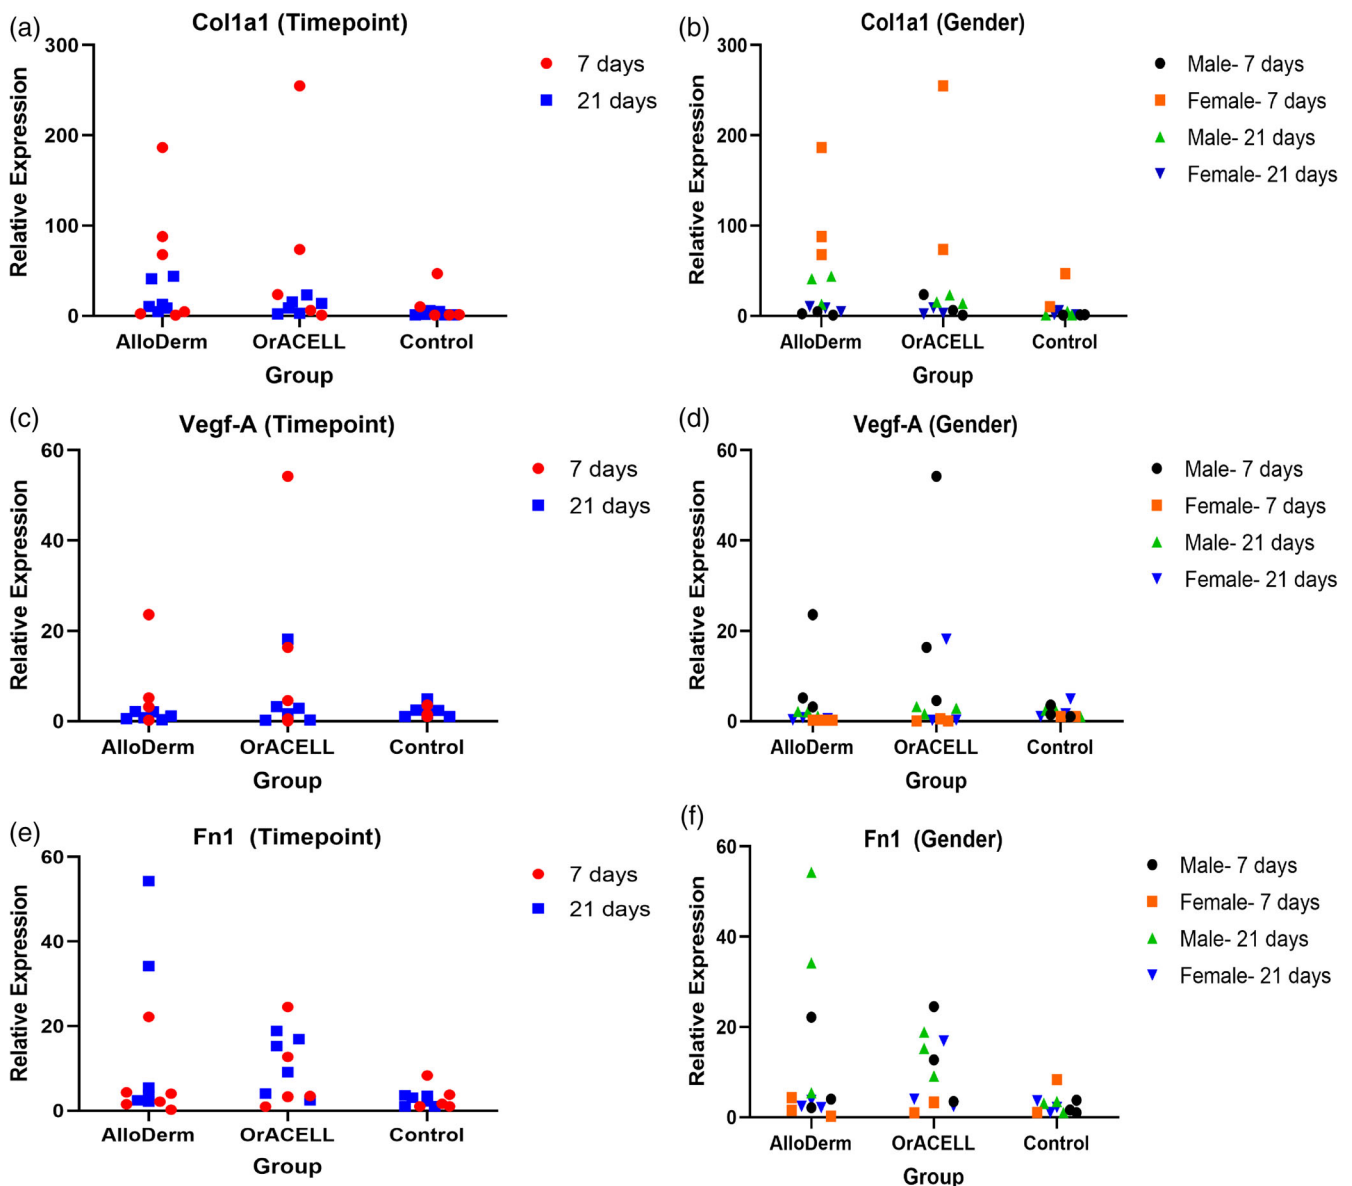 (a)
Col1a1 (Timepoint)
Relative Expression
300
200
100
0
AlloDerm
OrACELL
Control
Group
7 days
21 days
(b)
Col1a1 (Gender)
Relative Expression
300
200
100
0
AlloDerm
OrACELL
Control
Group
Male- 7 days
Female- 7 days
Male- 21 days
Female- 21 days
(c)
Vegf-A (Timepoint)
Relative Expression
60
40
20
0
AlloDerm
OrACELL
Control
Group
7 days
21 days
(d)
Vegf-A (Gender)
Relative Expression
60
40
20
0
AlloDerm
OrACELL
Control
Group
Male- 7 days
Female- 7 days
Male- 21 days
Female- 21 days
(e)
Fn1 (Timepoint)
Relative Expression
60
40
20
0
AlloDerm
OrACELL
Control
Group
7 days
21 days
(f)
Fn1 (Gender)
Relative Expression
60
40
20
0
AlloDerm
OrACELL
Control
Group
Male- 7 days
Female- 7 days
Male- 21 days
Female- 21 days